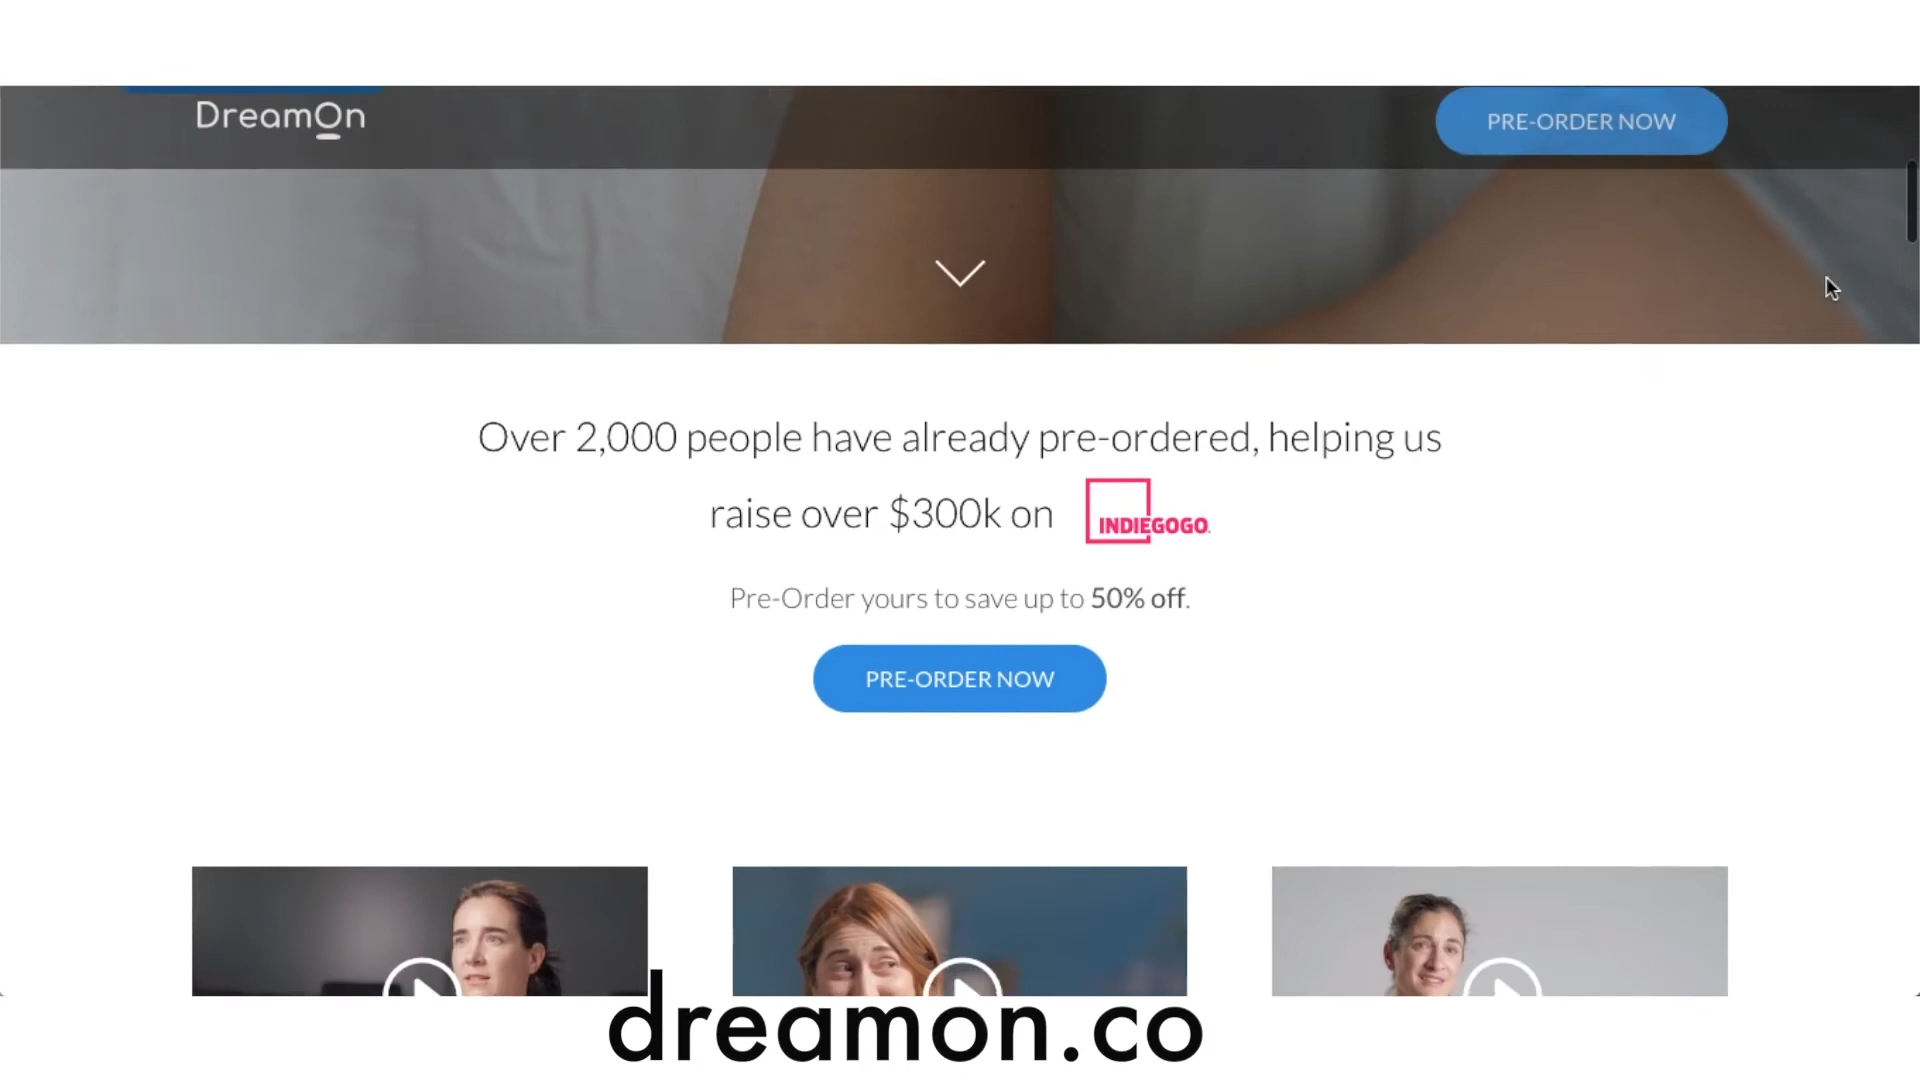 DreamOn
PRE-ORDER NOW
Over 2,000 people have already pre-ordered, helping us
raise over $300k on INDIEGOGO.
Pre-Order yours to save up to 50% off.
PRE-ORDER NOW
dreamon.co